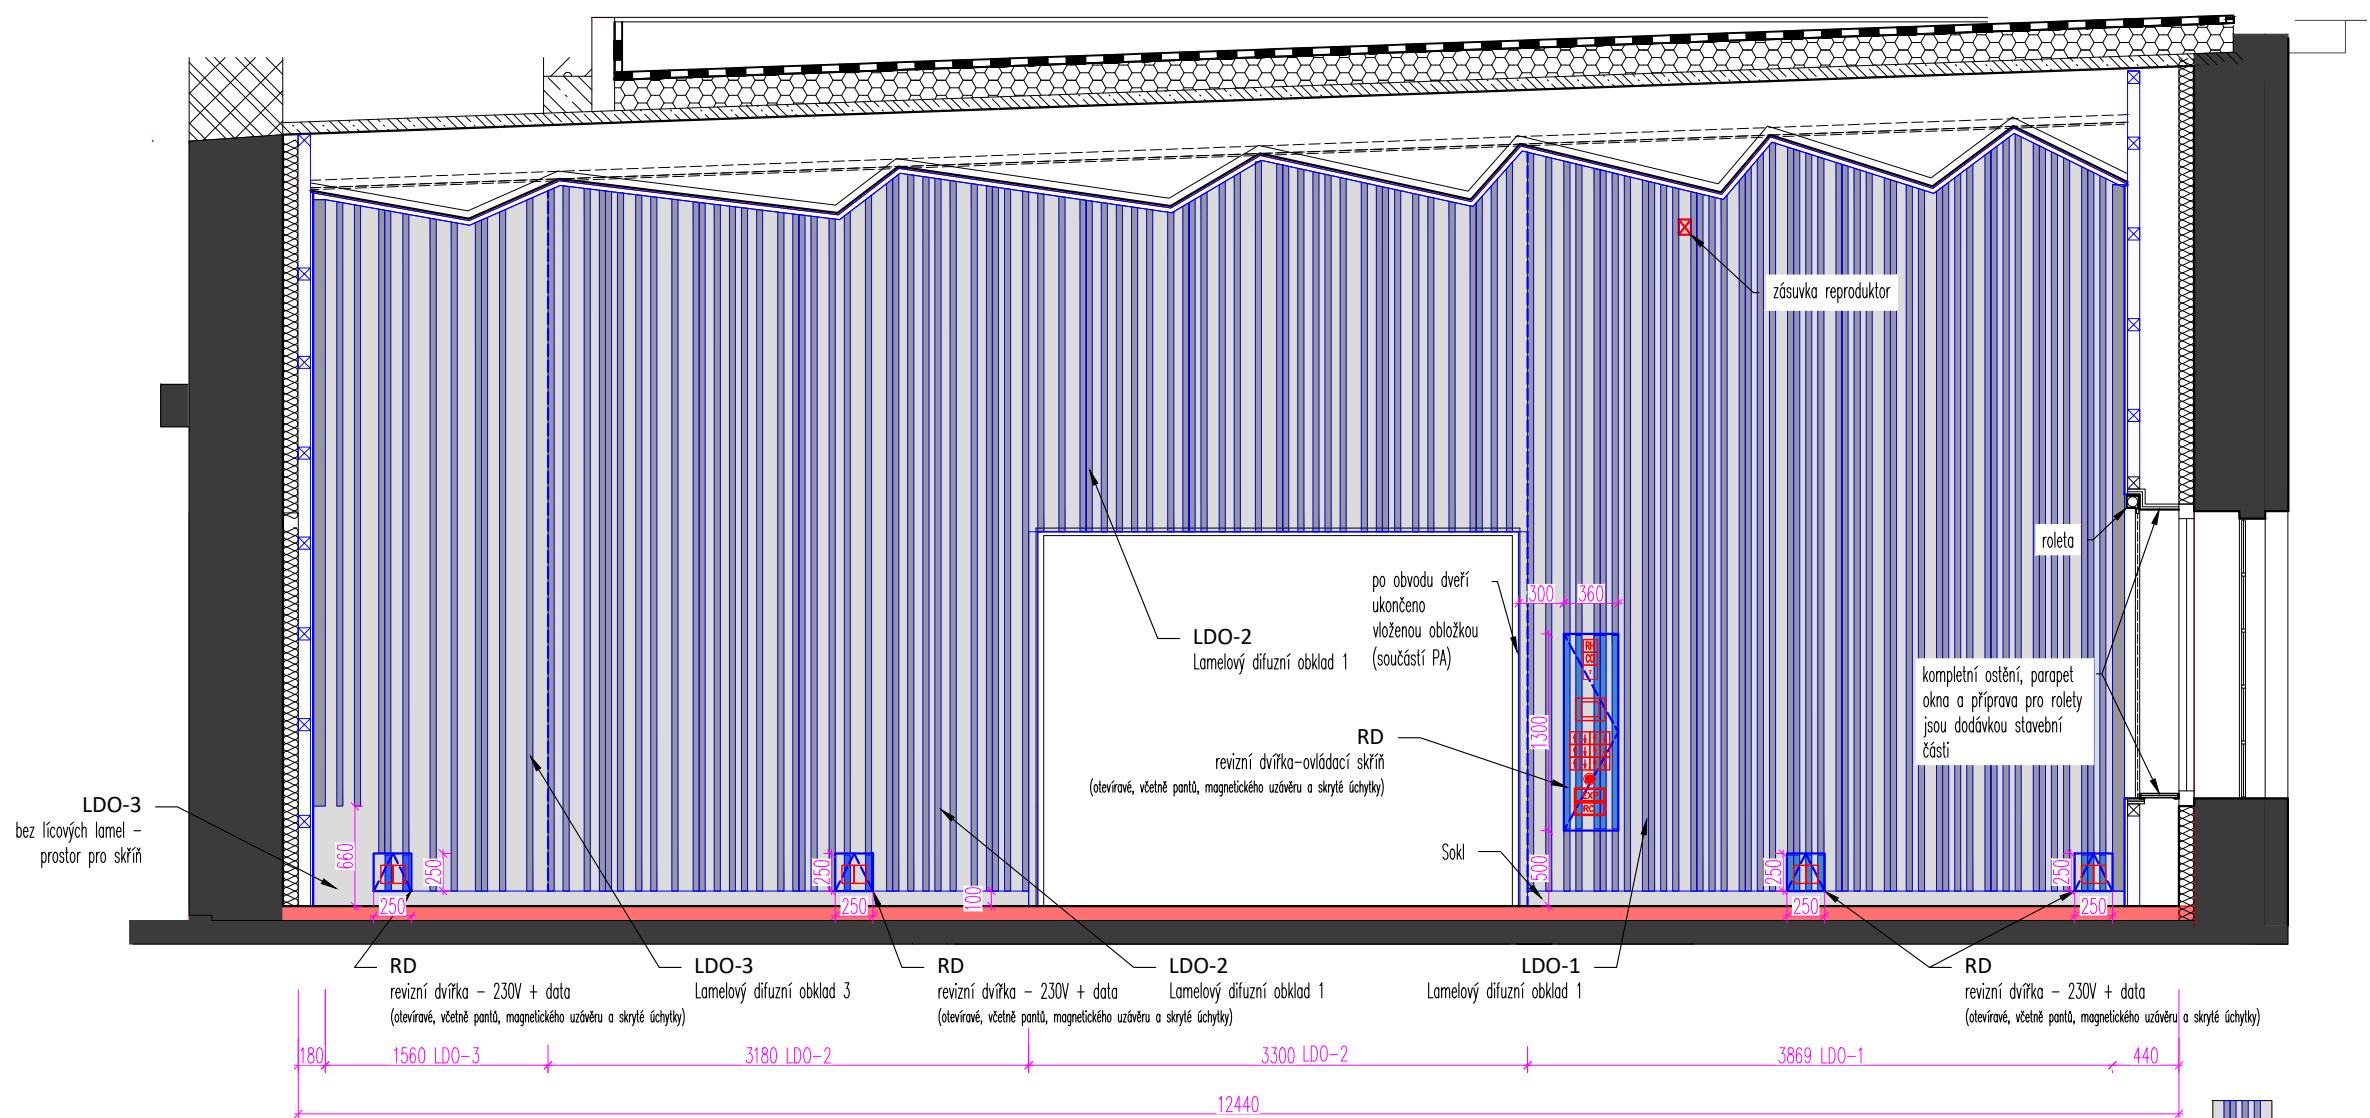 zásuvka reproduktor
roleta
po obvodu dveří
ukončeno
vloženou obložkou
(součástí PA)
300
360
LDO-2
Lamelový difuzní obklad 1
kompletní ostění, parapet
okna a příprava pro rolety
jsou dodávkou stavební
části
1300
RD
revizní dvířka-ovládací skříň
(otevíravé, včetně pantů, magnetického uzávěru a skryté úchytky)
EXP
RO
LDO-3
bez lícových lamel -
prostor pro skříň
660
250
250
250
250
Sokl
500
100
250
250
250
250
RD
revizní dvířka - 230V + data
(otevíravé, včetně pantů, magnetického uzávěru a skryté úchytky)
LDO-3
Lamelový difuzní obklad 3
RD
revizní dvířka - 230V + data
(otevíravé, včetně pantů, magnetického uzávěru a skryté úchytky)
LDO-2
Lamelový difuzní obklad 1
LDO-1
Lamelový difuzní obklad 1
RD
revizní dvířka - 230V + data
(otevíravé, včetně pantů, magnetického uzávěru a skryté úchytky)
180
1560 LDO-3
3180 LDO-2
3300 LDO-2
3869 LDO-1
440
12440